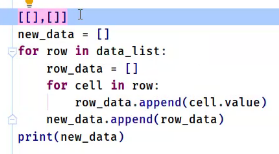 [[],[]]
new_data = []
for row in data_list:
    row_data = []
    for cell in row:
        row_data.append(cell.value)
    new_data.append(row_data)
print(new_data)